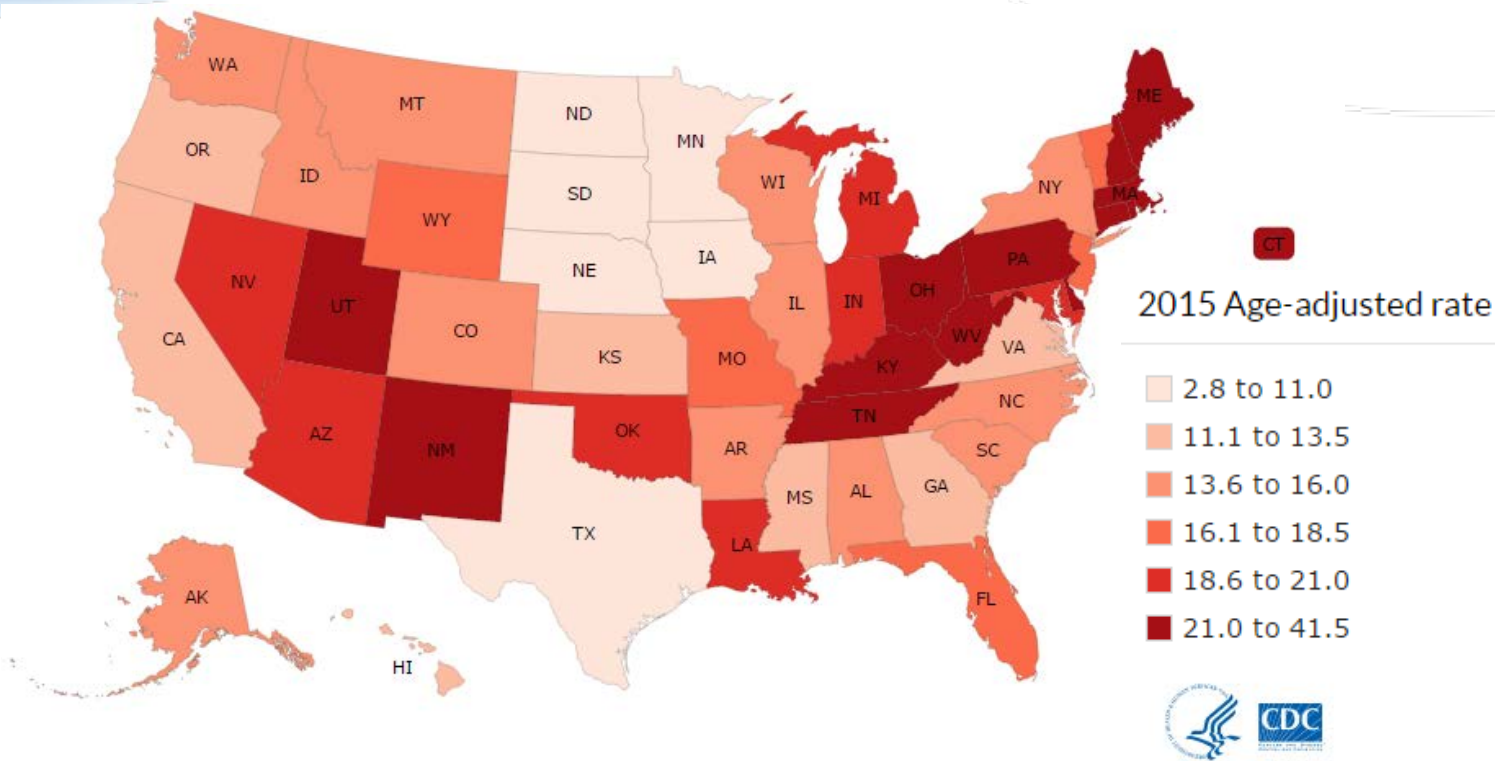 WA
ME
MT
ND
MN
OR
ID
SD
WI
MI
NY
MA
WY
NE
IA
PA
CT
NV
UT
CO
IL
IN
OH
WV
VA
CA
KS
MO
KY
NC
TN
AZ
NM
OK
AR
SC
MS
AL
GA
TX
LA
FL
AK
HI
2015 Age-adjusted rate
2.8 to 11.0
11.1 to 13.5
13.6 to 16.0
16.1 to 18.5
18.6 to 21.0
21.0 to 41.5
CDC